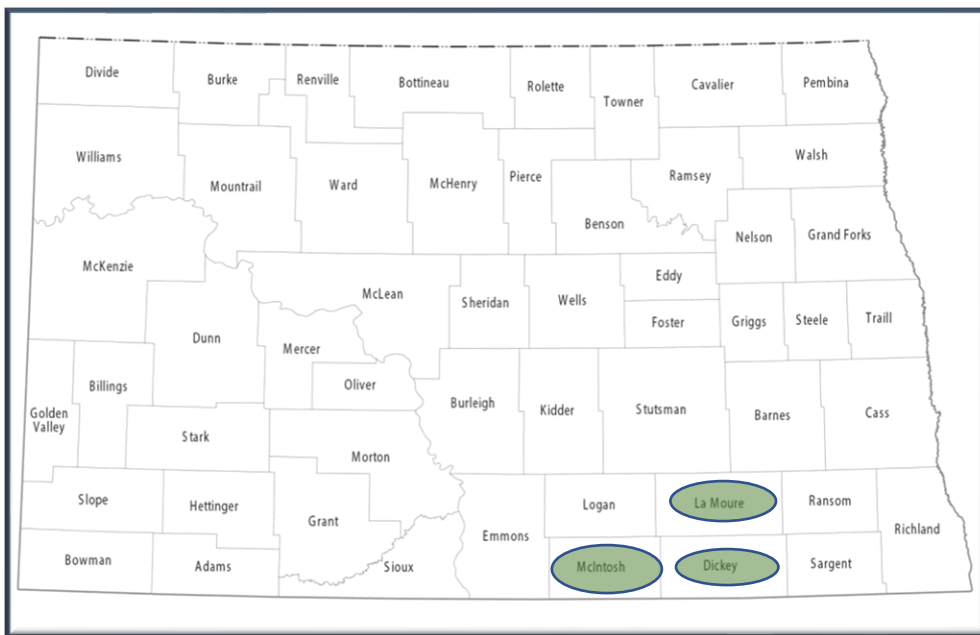 Divide
Burke
Renville
Bottineau
Rolette
Towner
Cavalier
Pembina
Williams
Mountrail
Ward
McHenry
Pierce
Benson
Ramsey
Walsh
Nelson
Grand Forks
McKenzie
Dunn
McLean
Sheridan
Wells
Eddy
Foster
Griggs
Steele
Traill
Mercer
Oliver
Billings
Golden
Valley
Stark
Morton
Burleigh
Kidder
Stutsman
Barnes
Cass
Slope
Hettinger
Grant
Emmons
Logan
La Moure
Ransom
Richland
Bowman
Adams
Sioux
McIntosh
Dickey
Sargent